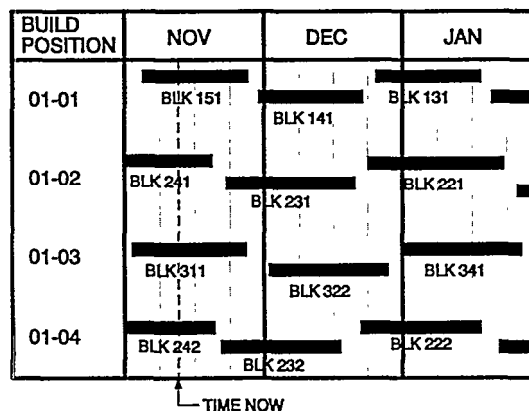 BUILD POSITION NOV DEC JAN
01-01 BLK 151 BLK 141 BLK 131
01-02 BLK 241 BLK 231 BLK 221
01-03 BLK 311 BLK 322 BLK 341
01-04 BLK 242 BLK 232 BLK 222
TIME NOW